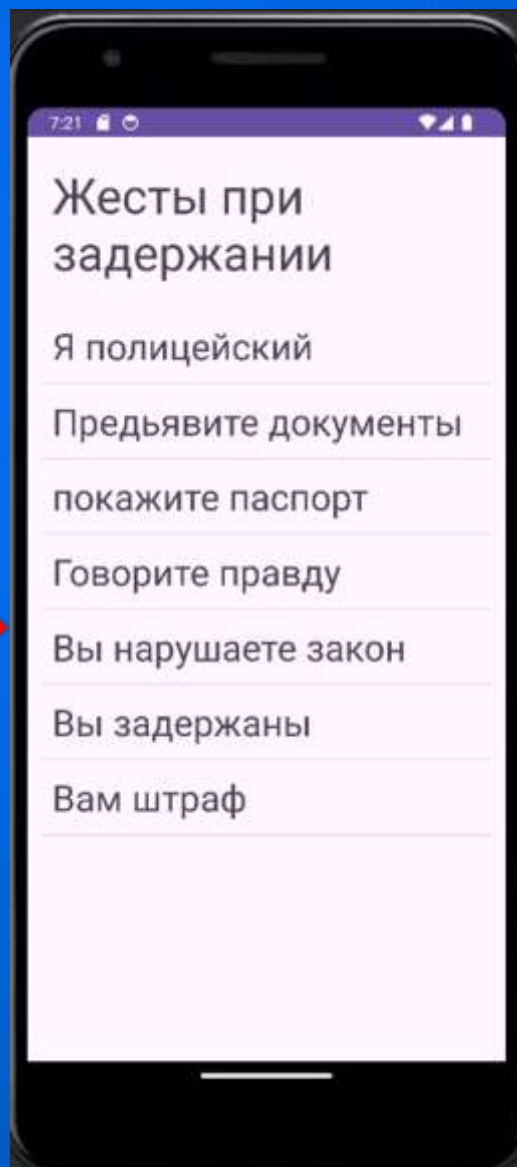 7:21
Жесты при
задержании
Я полицейский
Предьявите документы
покажите паспорт
Говорите правду
Вы нарушаете закон
Вы задержаны
Вам штраф